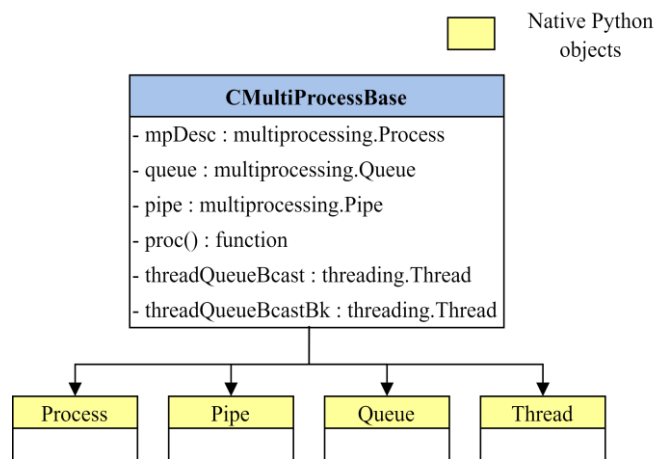 Native Python
objects
CMultiProcessBase
- mpDesc : multiprocessing.Process
- queue : multiprocessing.Queue
- pipe : multiprocessing.Pipe
- proc() : function
- threadQueueBcast : threading.Thread
- threadQueueBcastBk : threading.Thread
Process
Pipe
Queue
Thread